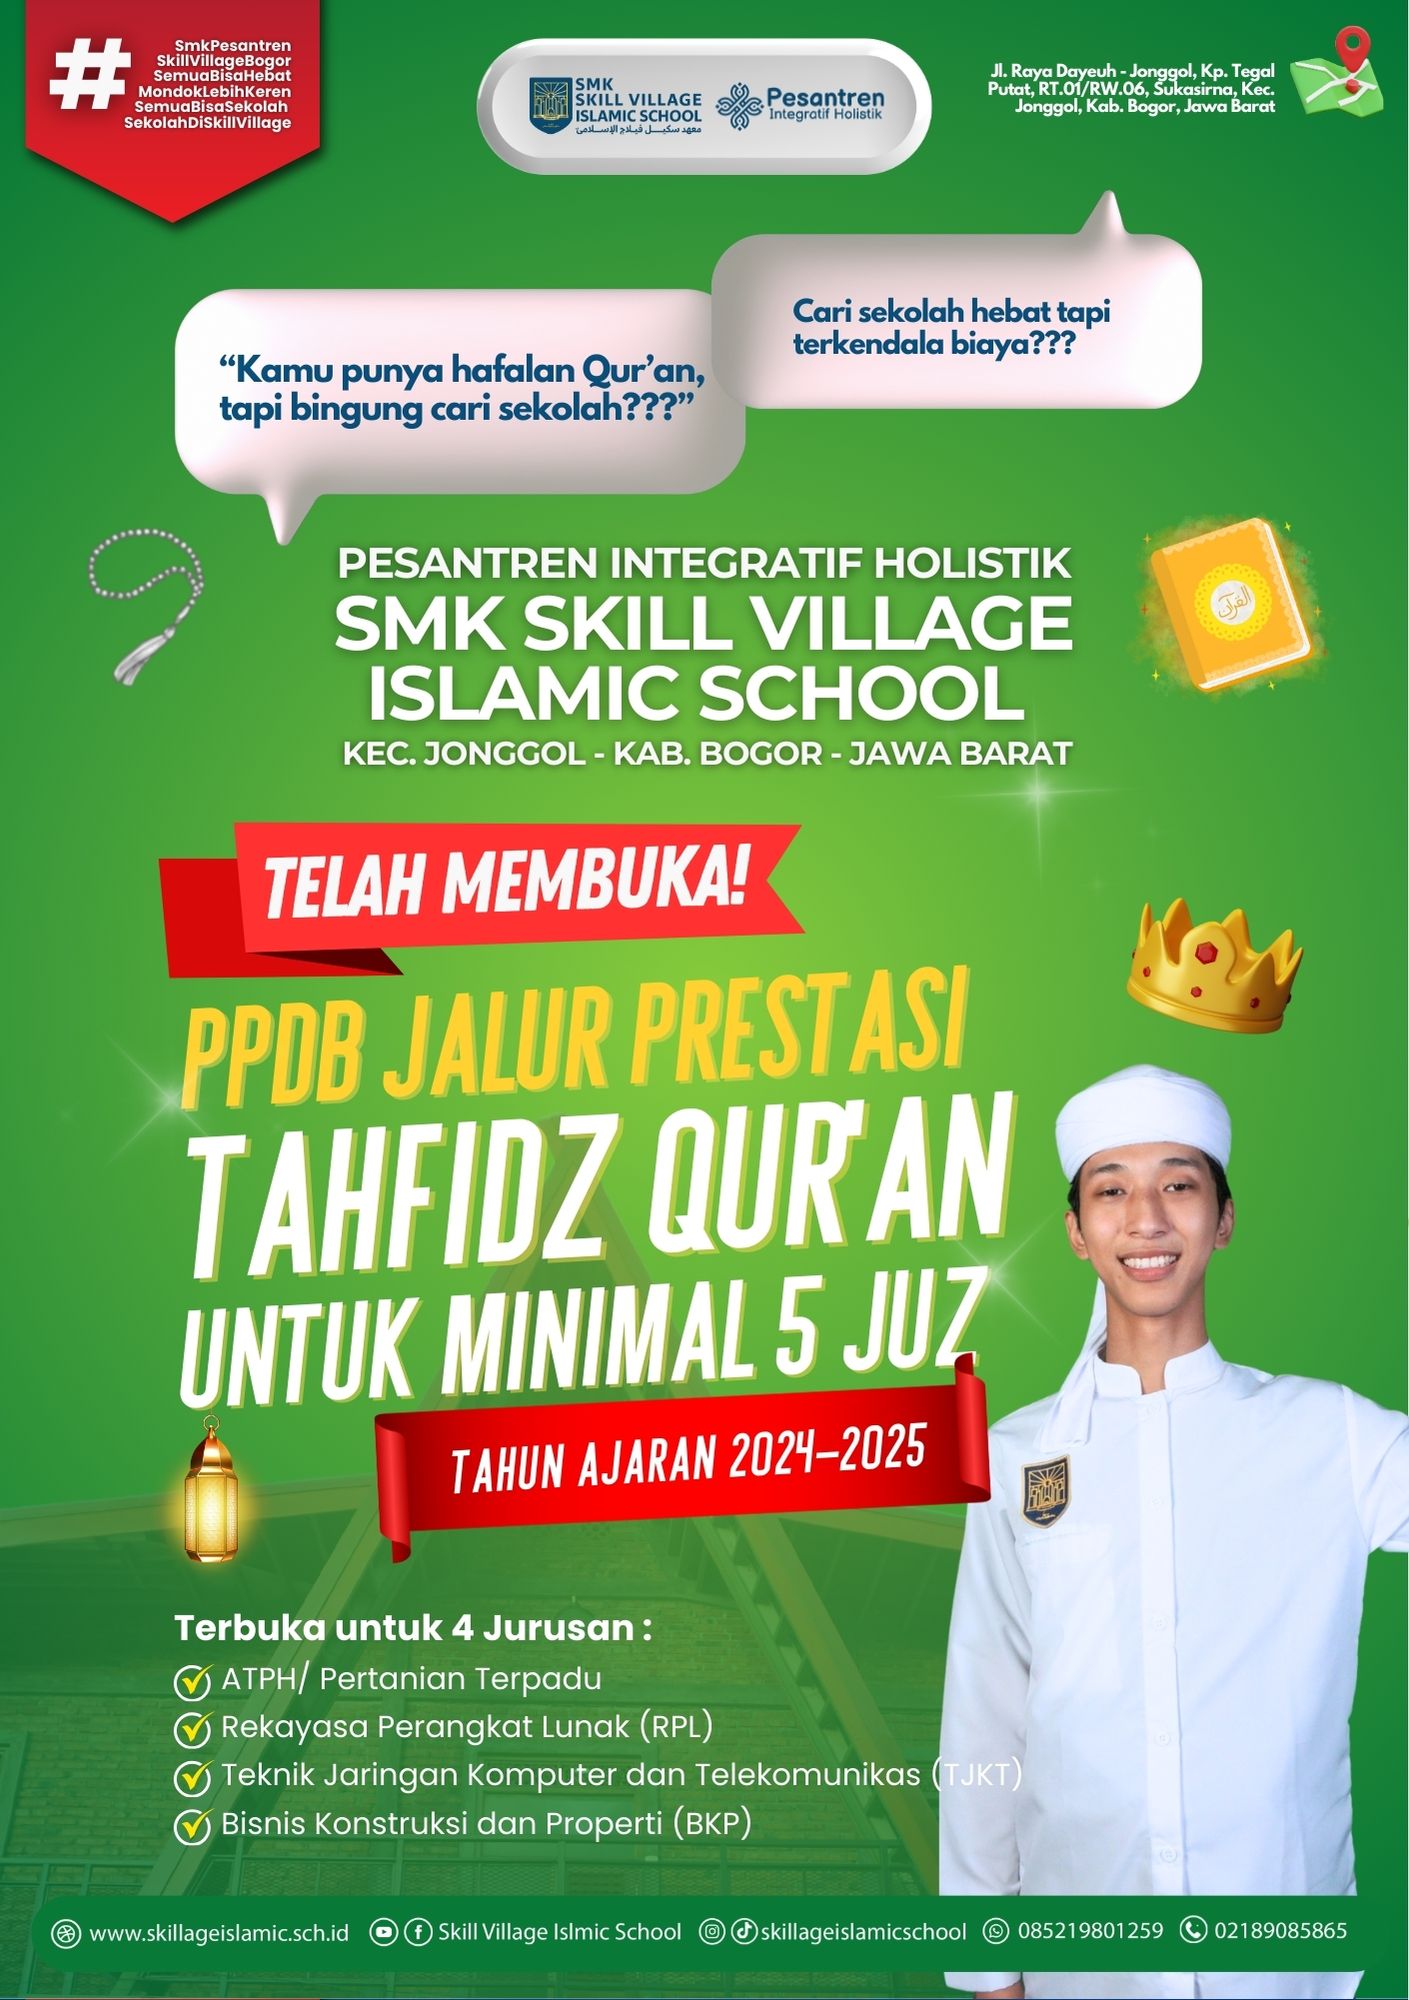 #
SmkPesantren
SkillVillageBogor
SemuaBisaHebat
MondokLebihKeren
SemuaBisaSekolah
SekolahDiSkillVillage
SMK
SKILL VILLAGE
ISLAMIC SCHOOL
معهد سكيل فيلاج الإسلامي
Pesantren
Integratif Holistik
Jl. Raya Dayeuh - Jonggol, Kp. Tegal
Putat, RT.01/RW.06, Sukasirna, Kec.
Jonggol, Kab. Bogor, Jawa Barat
Cari sekolah hebat tapi
terkendala biaya???
“Kamu punya hafalan Qur’an,
tapi bingung cari sekolah???”
PESANTREN INTEGRATIF HOLISTIK
SMK SKILL VILLAGE
ISLAMIC SCHOOL
KEC. JONGGOL - KAB. BOGOR - JAWA BARAT
القرآن
TELAH MEMBUKA!
PPDB JALUR PRESTASI
TAHFIDZ QUR'AN
UNTUK MINIMAL 5 JUZ
TAHUN AJARAN 2024–2025
Terbuka untuk 4 Jurusan :
ATPH/ Pertanian Terpadu
Rekayasa Perangkat Lunak (RPL)
Teknik Jaringan Komputer dan Telekomunikas (TJKT)
Bisnis Konstruksi dan Properti (BKP)
www.skillageislamic.sch.id Skill Village Islmic School skillageislamicschool 085219801259 02189085865